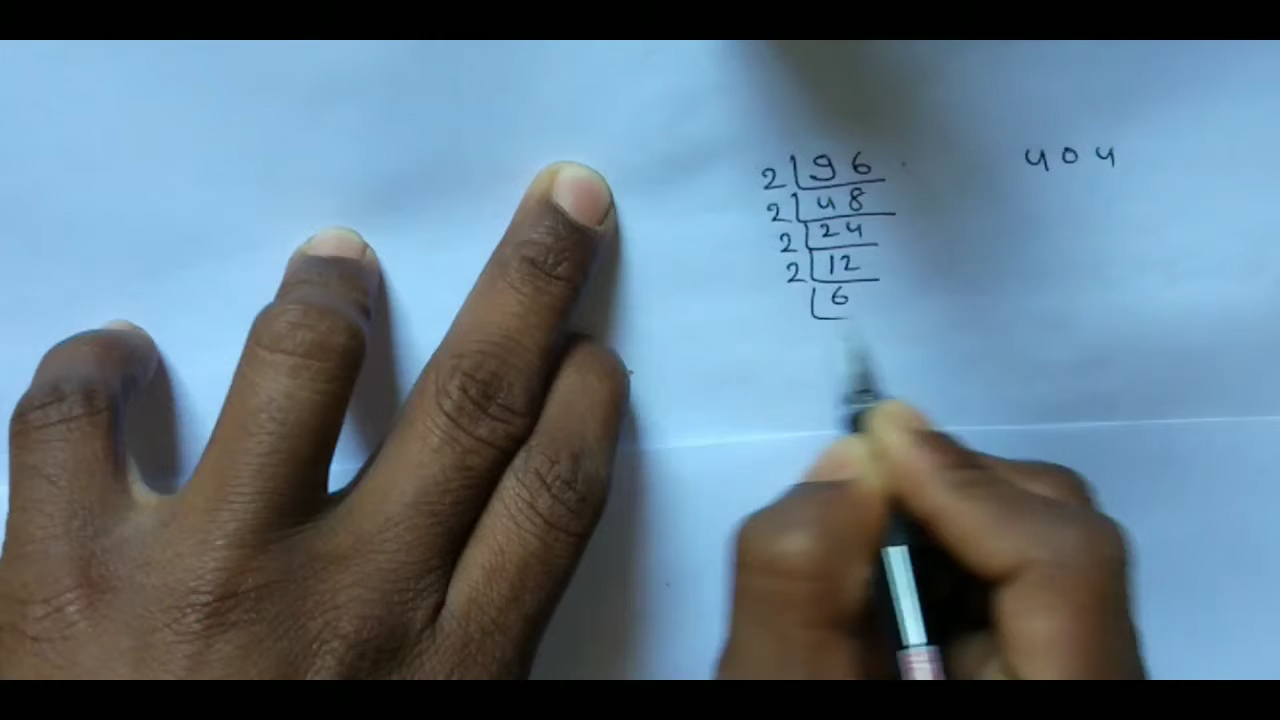 2 | 96 404
2 | 48
2 | 24
2 | 12
| 6